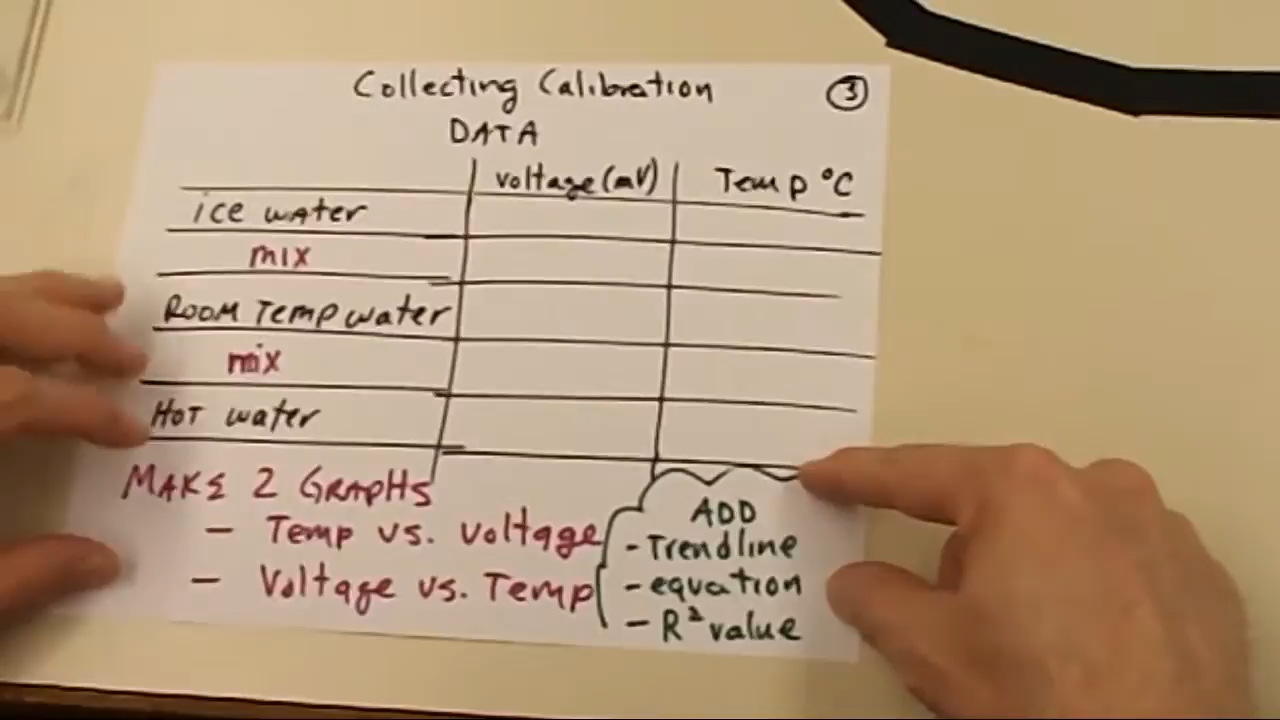 Collecting Calibration ③
DATA
voltage (mV) Temp °C
ice water
mix
Room Temp water
mix
Hot water
MAKE 2 GRAPHS
- Temp vs. voltage
- Voltage vs. Temp
ADD
- Trendline
- equation
- R² value